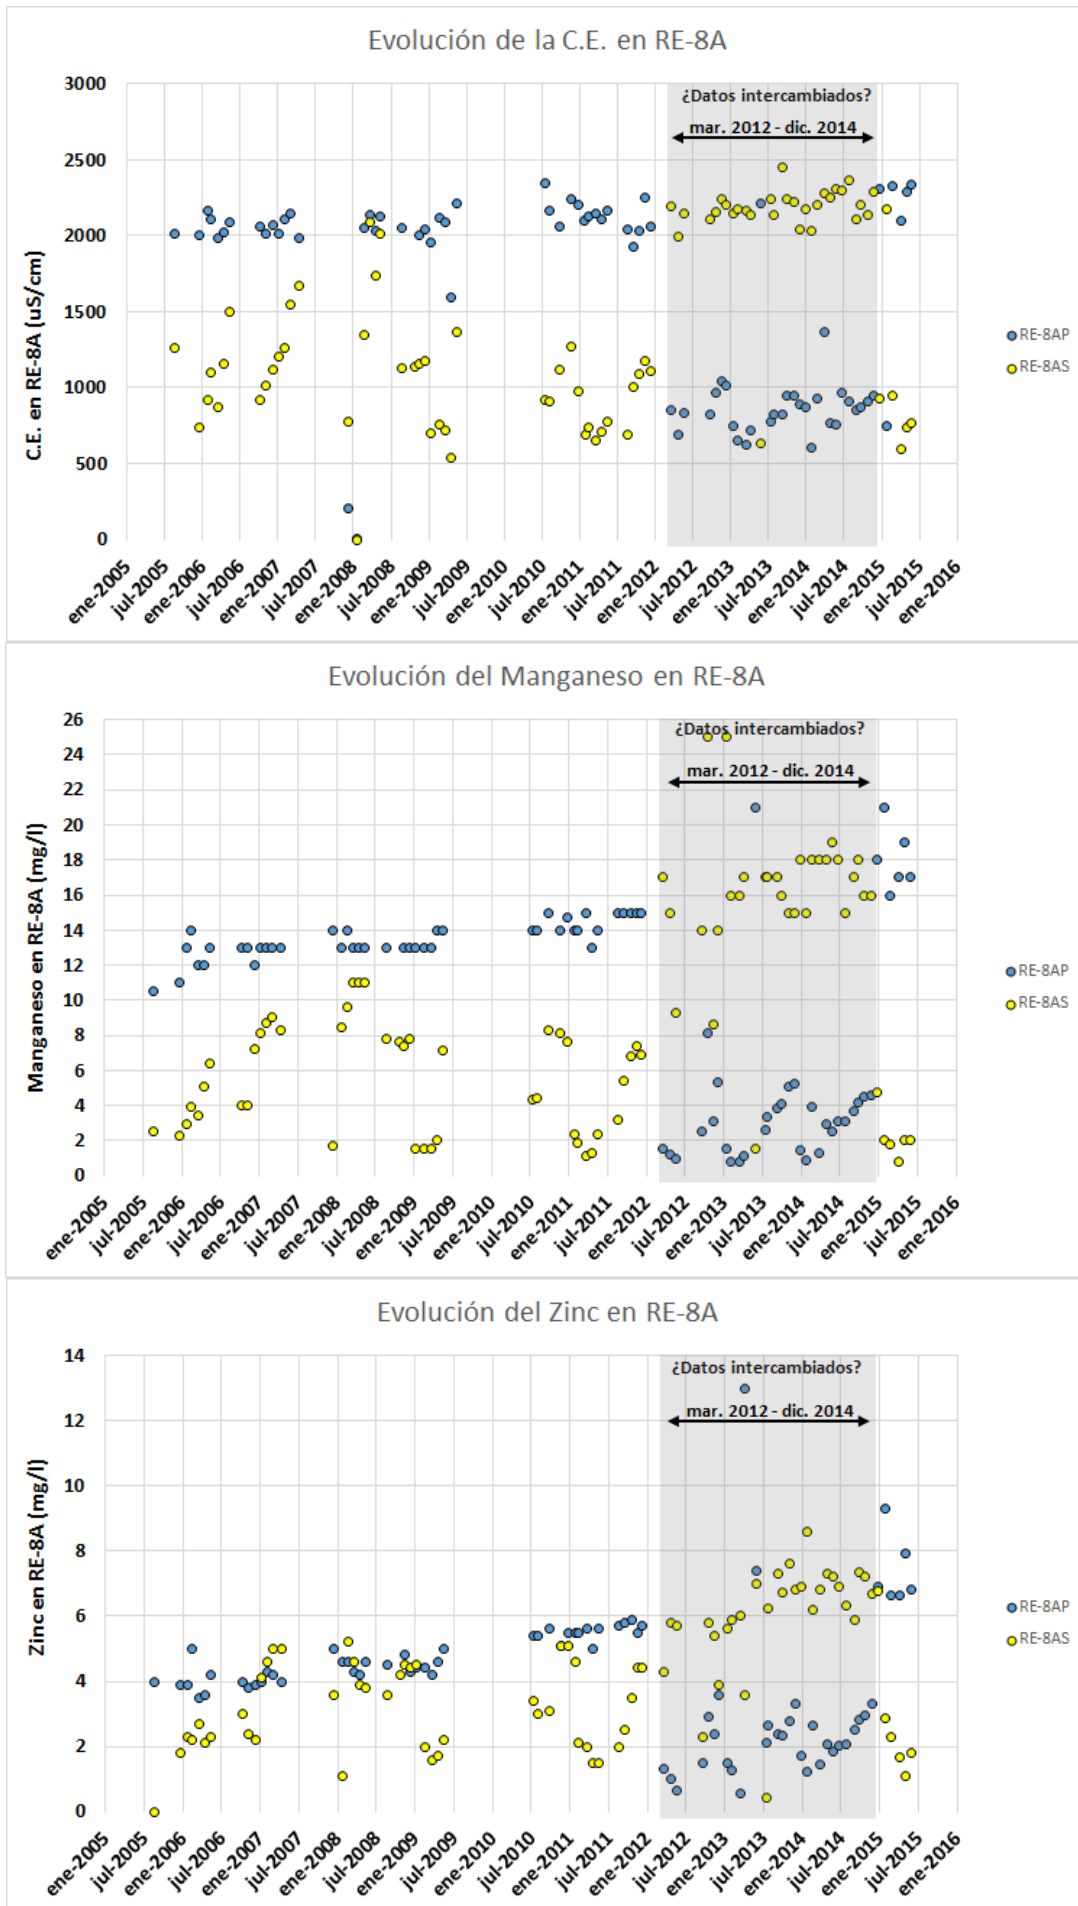 Evolución de la C.E. en RE-8A
C.E. en RE-8A (uS/cm)
3000
2500
2000
1500
1000
500
0
¿Datos intercambiados?
mar. 2012 - dic. 2014
RE-8AP
RE-8AS
ene-2005
jul-2005
ene-2006
jul-2006
ene-2007
jul-2007
ene-2008
jul-2008
ene-2009
jul-2009
ene-2010
jul-2010
ene-2011
jul-2011
ene-2012
jul-2012
ene-2013
jul-2013
ene-2014
jul-2014
ene-2015
jul-2015
ene-2016
Evolución del Manganeso en RE-8A
Manganeso en RE-8A (mg/l)
26
24
22
20
18
16
14
12
10
8
6
4
2
0
¿Datos intercambiados?
mar. 2012 - dic. 2014
RE-8AP
RE-8AS
ene-2005
jul-2005
ene-2006
jul-2006
ene-2007
jul-2007
ene-2008
jul-2008
ene-2009
jul-2009
ene-2010
jul-2010
ene-2011
jul-2011
ene-2012
jul-2012
ene-2013
jul-2013
ene-2014
jul-2014
ene-2015
jul-2015
ene-2016
Evolución del Zinc en RE-8A
Zinc en RE-8A (mg/l)
14
12
10
8
6
4
2
0
¿Datos intercambiados?
mar. 2012 - dic. 2014
RE-8AP
RE-8AS
ene-2005
jul-2005
ene-2006
jul-2006
ene-2007
jul-2007
ene-2008
jul-2008
ene-2009
jul-2009
ene-2010
jul-2010
ene-2011
jul-2011
ene-2012
jul-2012
ene-2013
jul-2013
ene-2014
jul-2014
ene-2015
jul-2015
ene-2016